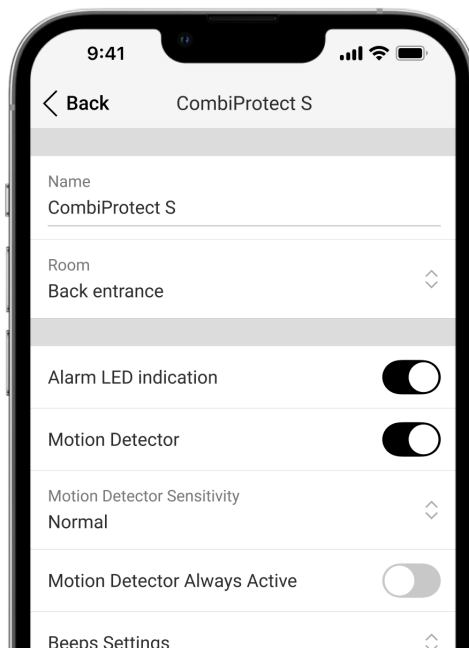 9:41
Back
CombiProtect S
Name
CombiProtect S
Room
Back entrance
Alarm LED indication
Motion Detector
Motion Detector Sensitivity
Normal
Motion Detector Always Active
Beeps Settings